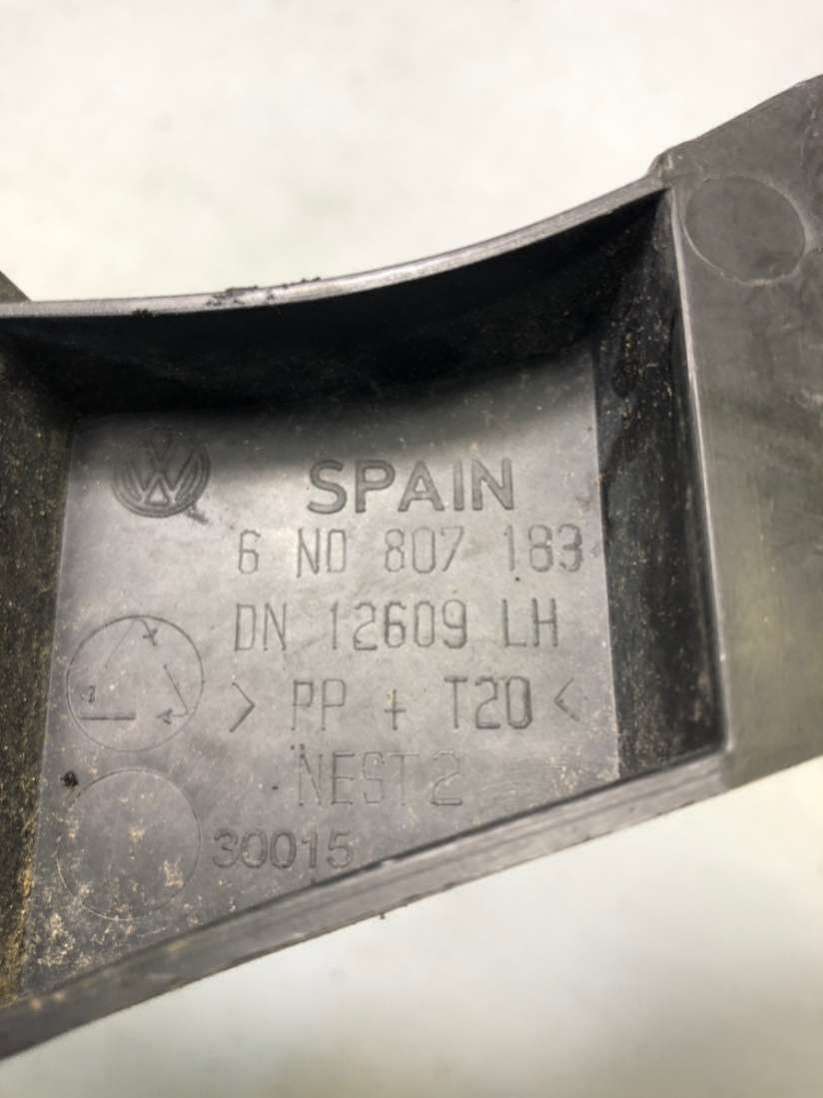 SPAIN
6 N0 807 183
DN 12609 LH
> PP + T20 <
NEST 2
30015